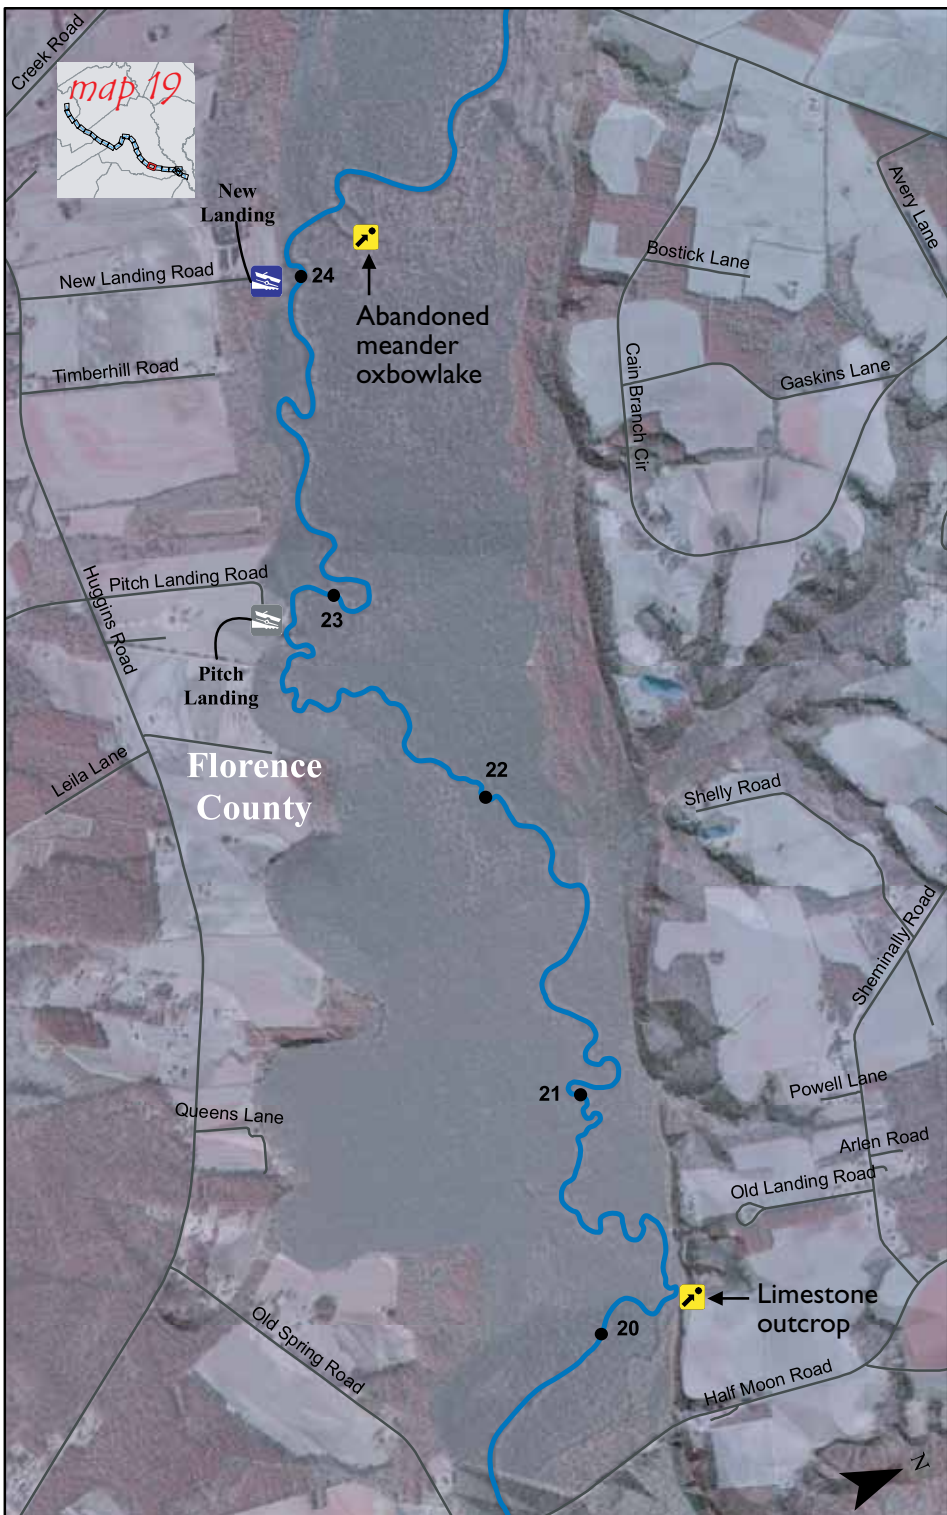 Creek Road
map 19
New
Landing
New Landing Road
24
Abandoned
meander
oxbowlake
Timberhill Road
Avery Lane
Bostick Lane
Cain Branch Cir
Gaskins Lane
Pitch Landing Road
Huggins Road
23
Pitch
Landing
Leila Lane
Florence
County
22
Shelly Road
Sheminally Road
21
Powell Lane
Queens Lane
Arlen Road
Old Landing Road
Limestone
outcrop
20
Old Spring Road
Half Moon Road
N